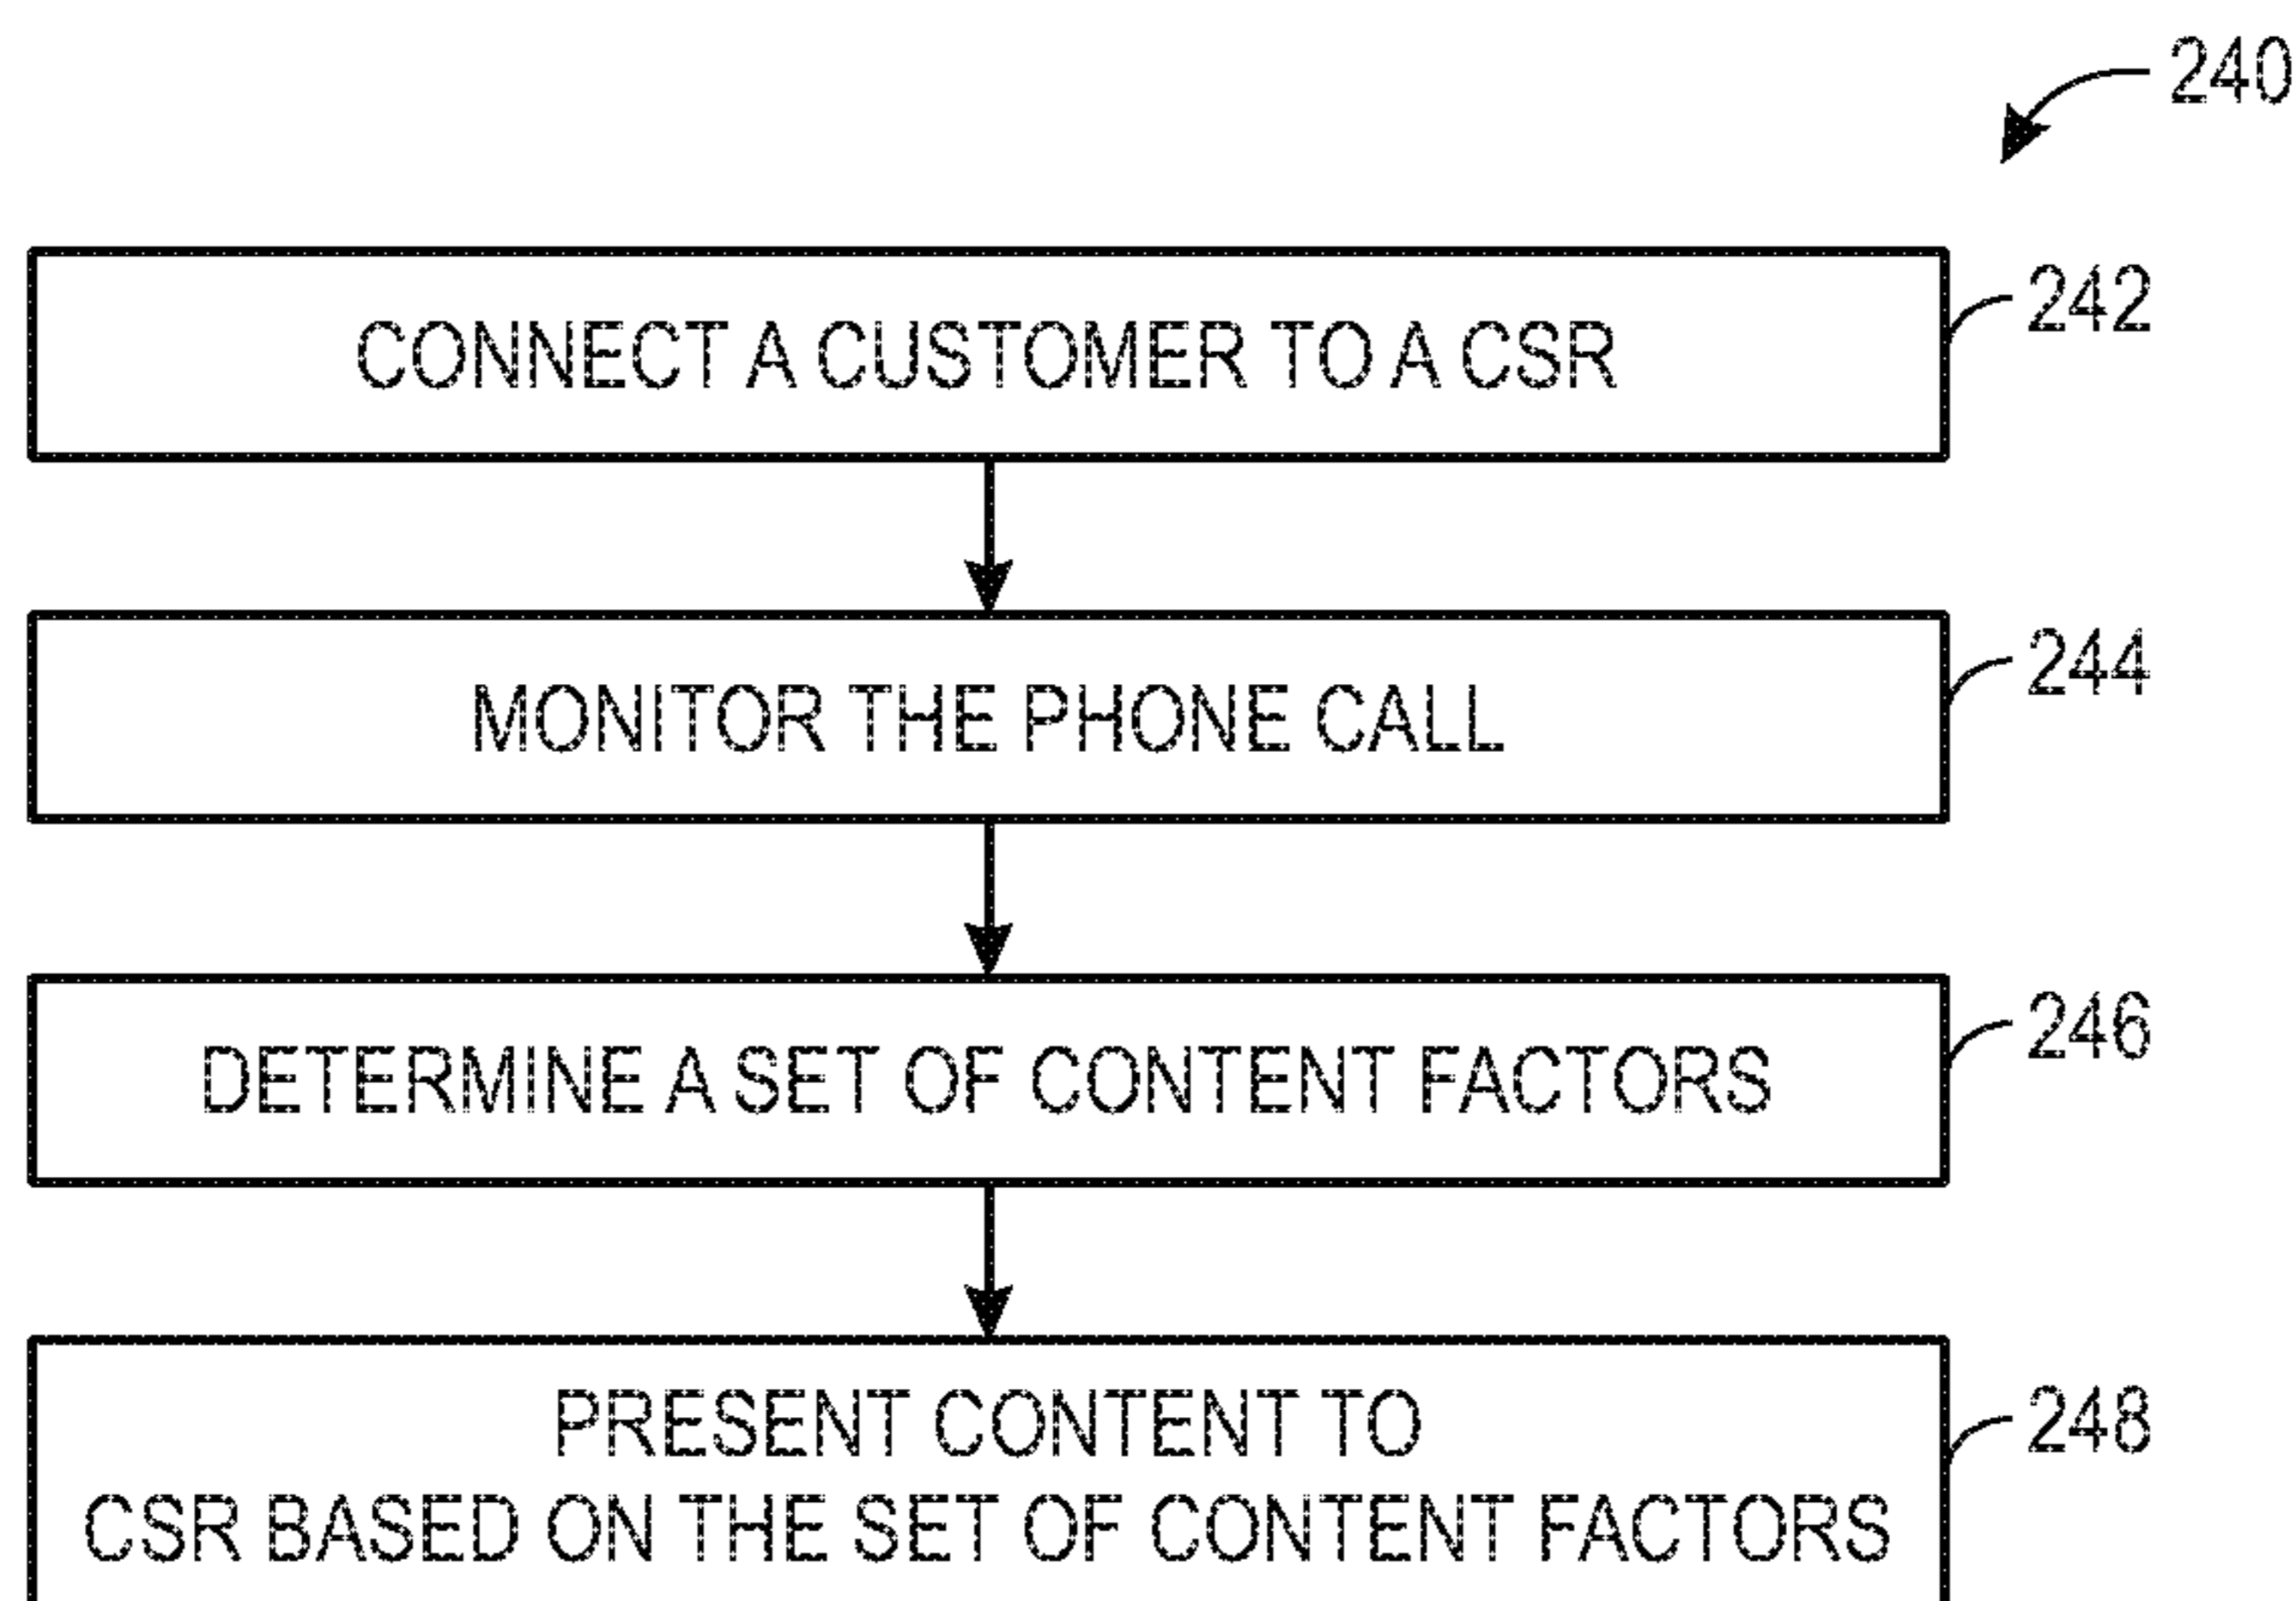 240
CONNECT A CUSTOMER TO A CSR
242
MONITOR THE PHONE CALL
244
DETERMINE A SET OF CONTENT FACTORS
246
PRESENT CONTENT TO
248
CSR BASED ON THE SET OF CONTENT FACTORS